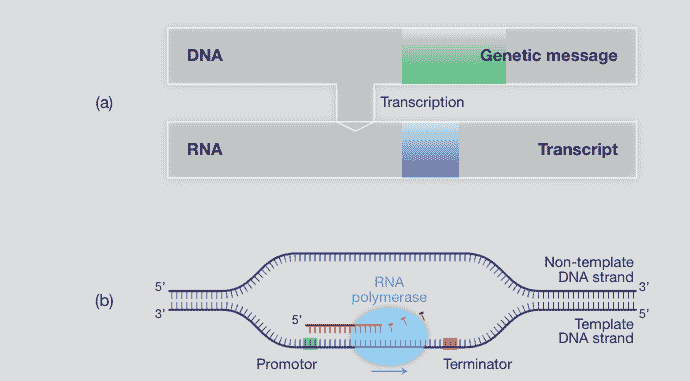 DNA
Genetic message
(a)
Transcription
RNA
Transcript
Non-template
DNA strand
5’
3’
RNA
polymerase
(b)
3’
5’
5’
Template
DNA strand
Promotor
Terminator